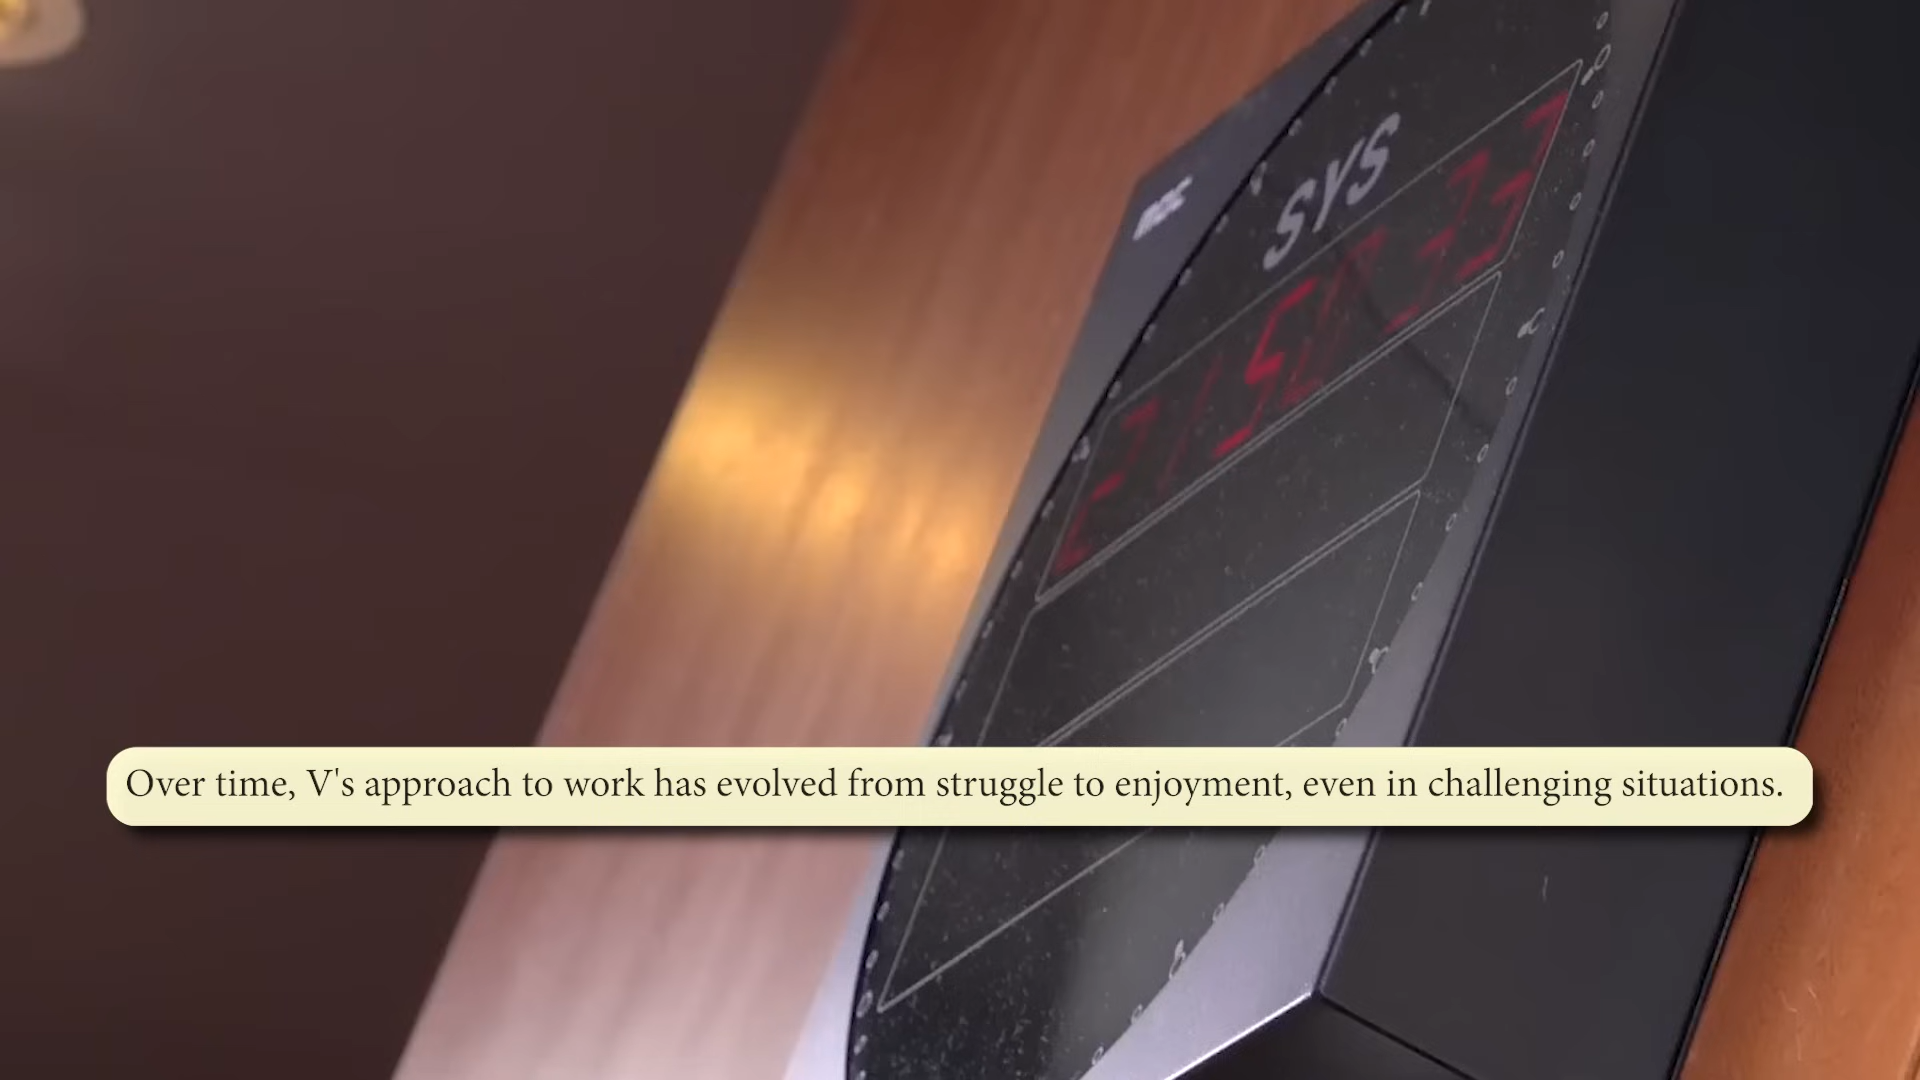 SYS
Over time, V's approach to work has evolved from struggle to enjoyment, even in challenging situations.